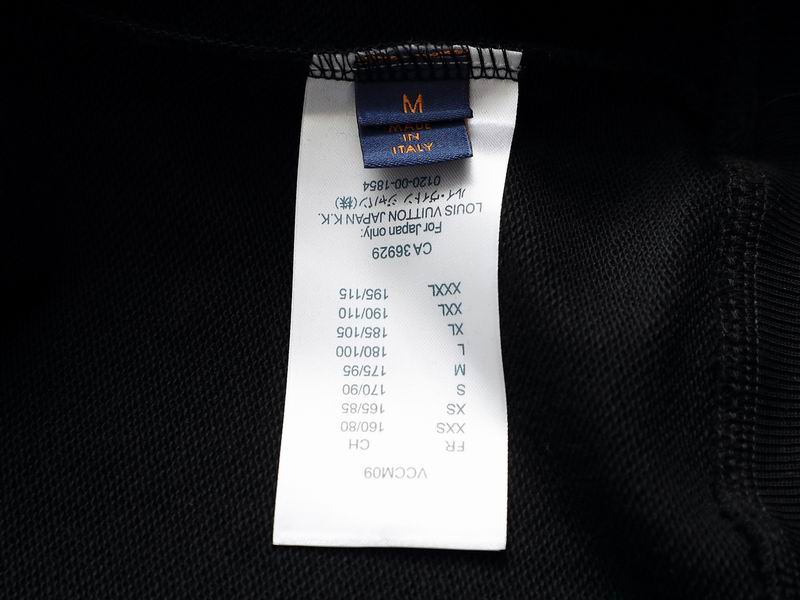 M
MADE
IN
ITALY
VCCM09
FR CH
XXS 160/80
XS 165/85
S 170/90
M 175/95
L 180/100
XL 185/105
XXL 190/110
XXXL 195/115
CA 36929
For Japan only:
LOUIS VUITTON JAPAN K.K.
ルイ・ヴィトン ジャパン(株)
0120-00-1854